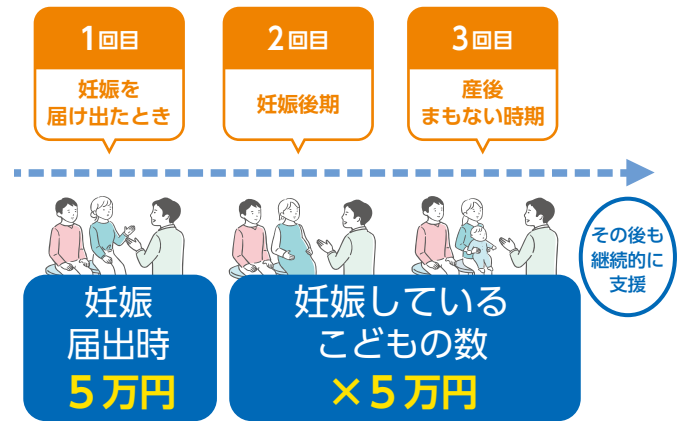 1回目
妊娠を
届け出たとき
2回目
妊娠後期
3回目
産後
まもない時期
その後も
継続的に
支援
妊娠
届出時
5万円
妊娠している
こどもの数
×5万円